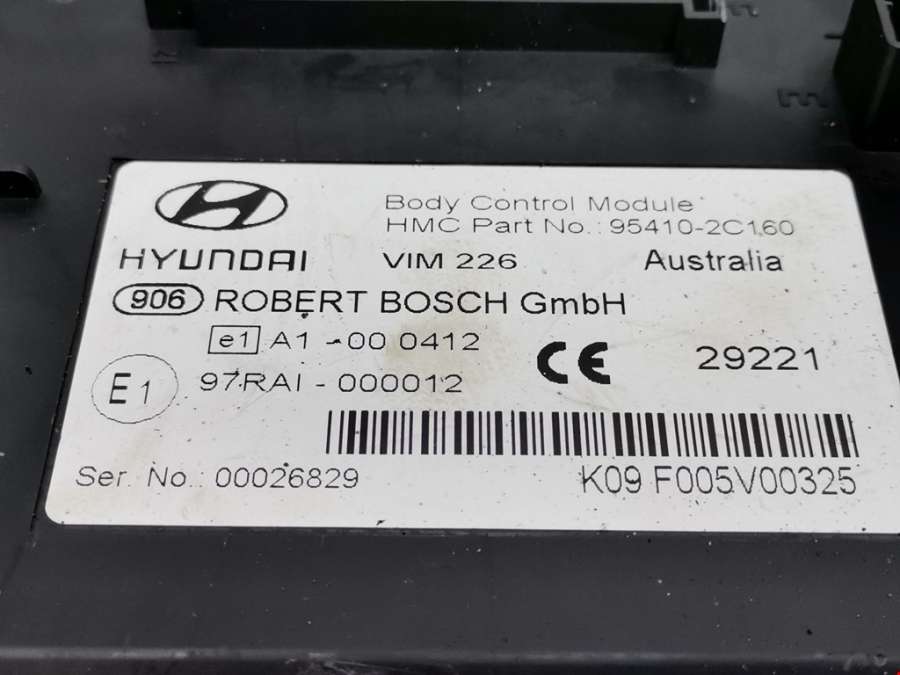 Body Control Module
HMC Part No.: 95410-2C160
HYUNDAI VIM 226 Australia
906 ROBERT BOSCH GmbH
e1 A1 -00 0412
CE 29221
E1 97RAI - 000012
Ser. No.: 00026829 K09 F005V00325